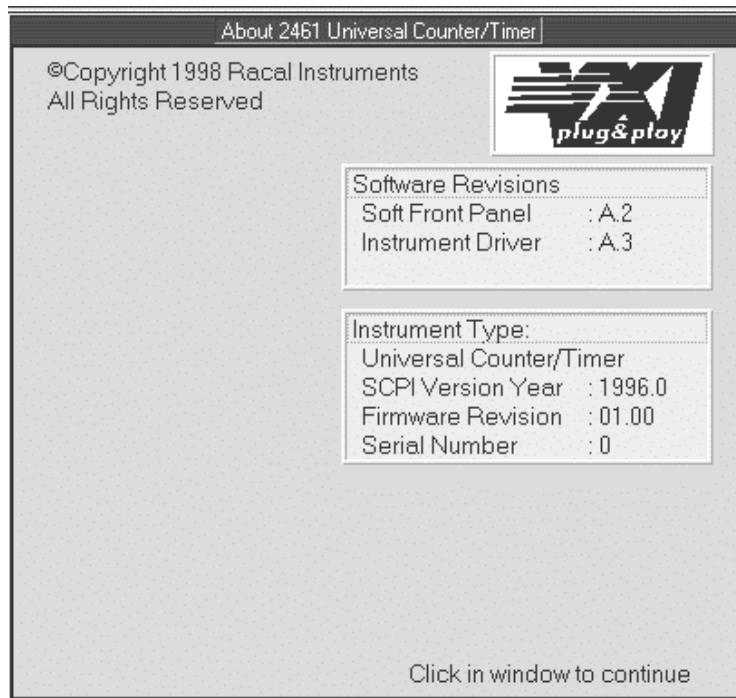 About 2461 Universal Counter/Timer
©Copyright 1998 Racal Instruments
All Rights Reserved
VXI
plug&play
Software Revisions
Soft Front Panel : A.2
Instrument Driver : A.3
Instrument Type:
Universal Counter/Timer
SCPI Version Year : 1996.0
Firmware Revision : 01.00
Serial Number : 0
Click in window to continue